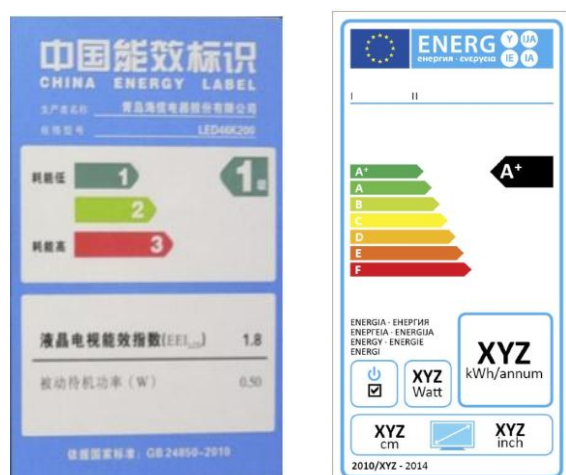 中国能效标识
CHINA ENERGY LABEL
生产者名称 青岛海信电器股份有限公司
规格型号 LED46K200
耗能低
1
1级
2
耗能高
3
液晶电视能效指数(EEILCD) 1.8
被动待机功率（W） 0.50
依据国家标准：GB 24850-2010
ENERG Y IJA
енергия · ενεργεια IE IA
I II
A+
A+
A
B
C
D
E
F
ENERGIA · ЕНЕРГИЯ
ΕΝΕΡΓΕΙΑ · ENERGIJA
ENERGY · ENERGIE
ENERGI
XYZ
kWh/annum
XYZ
Watt
XYZ
cm
XYZ
inch
2010/XYZ - 2014